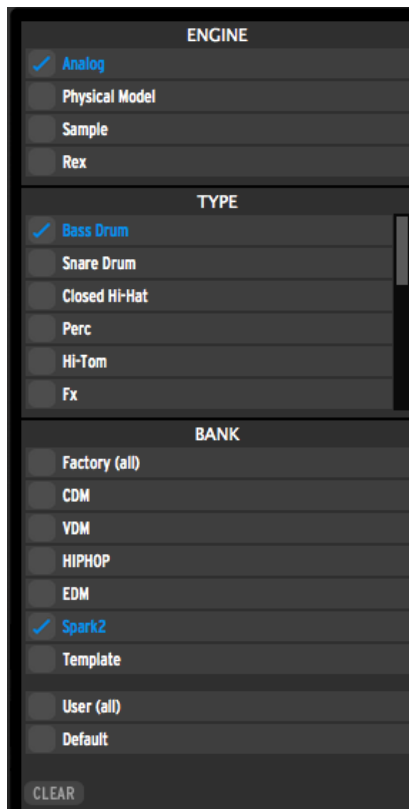 ENGINE
Analog
Physical Model
Sample
Rex
TYPE
Bass Drum
Snare Drum
Closed Hi-Hat
Perc
Hi-Tom
Fx
BANK
Factory (all)
CDM
VDM
HIPHOP
EDM
Spark2
Template
User (all)
Default
CLEAR